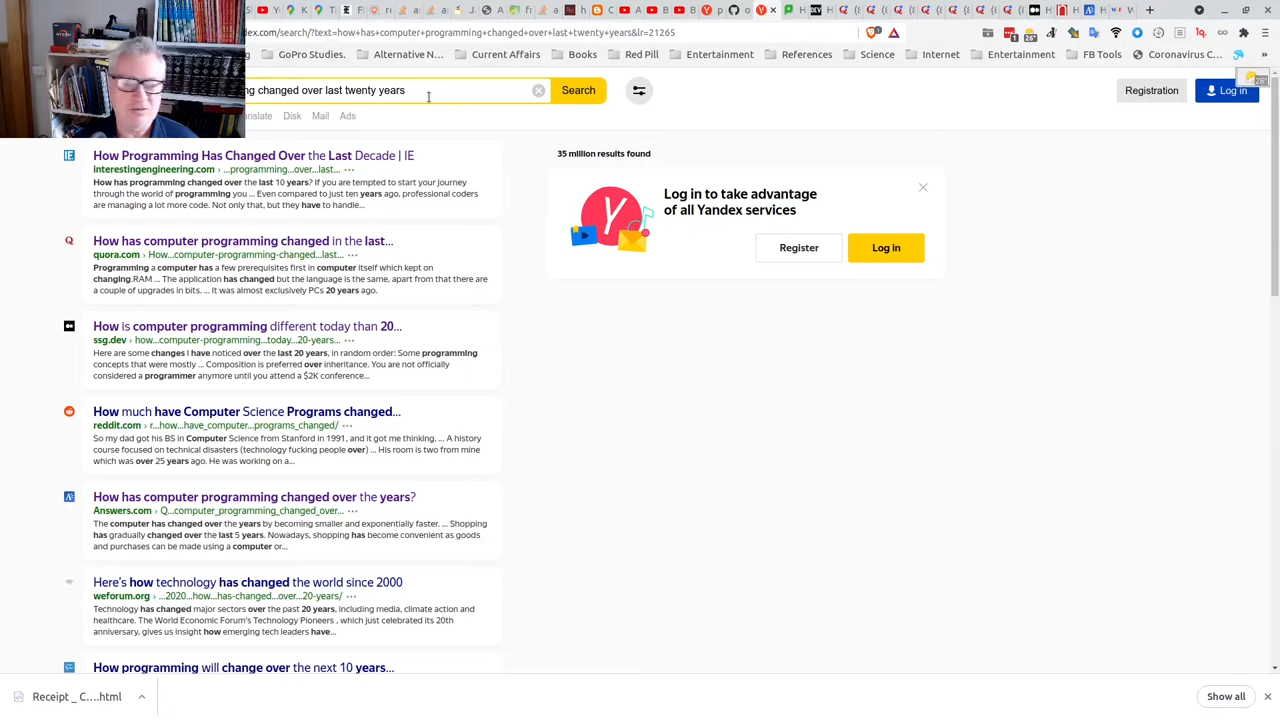 ndex.com/search/?text=how+has+computer+programming+changed+over+last+twenty+years&lr=21265
GoPro Studies.
Alternative N...
Current Affairs
Books
Red Pill
Entertainment
References
Science
Internet
Entertainment
FB Tools
Coronavirus C...
ng changed over last twenty years
Search
Registration
Log in
26°
anslate Disk Mail Ads
35 million results found
How Programming Has Changed Over the Last Decade | IE
interestingengineering.com › ...programming...over...last... ···
How has programming changed over the last 10 years? If you are tempted to start your journey
through the world of programming you ... Even compared to just ten years ago, professional coders
are managing a lot more code. Not only that, but they have to handle...
Log in to take advantage
of all Yandex services
Register
Log in
How has computer programming changed in the last...
quora.com › How...computer-programming-changed...last... ···
Programming a computer has a few prerequisites first in computer itself which kept on
changing.RAM ... The application has changed but the language is the same, apart from that there are
a couple of upgrades in bits. ... It was almost exclusively PCs 20 years ago.
How is computer programming different today than 20...
ssg.dev › how...computer-programming...today...20-years... ···
Here are some changes i have noticed over the last 20 years, in random order: Some programming
concepts that were mostly ... Composition is preferred over inheritance. You are not officially
considered a programmer anymore until you attend a $2K conference...
How much have Computer Science Programs changed...
reddit.com › r...how...have_computer...programs_changed/ ···
So my dad got his BS in Computer Science from Stanford in 1991, and it got me thinking. ... A history
course focused on technical disasters (technology fucking people over) ... His room is two from mine
which was over 25 years ago. He was working on a...
How has computer programming changed over the years?
Answers.com › Q...computer_programming_changed_over... ···
The computer has changed over the years by becoming smaller and exponentially faster. ... Shopping
has gradually changed over the last 5 years. Nowadays, shopping has become convenient as goods
and purchases can be made using a computer or...
Here's how technology has changed the world since 2000
weforum.org › ...2020...how...has-changed...over...20-years/ ···
Technology has changed major sectors over the past 20 years, including media, climate action and
healthcare. The World Economic Forum's Technology Pioneers , which just celebrated its 20th
anniversary, gives us insight how emerging tech leaders have...
How programming will change over the next 10 years...
Receipt _ C....html
Show all